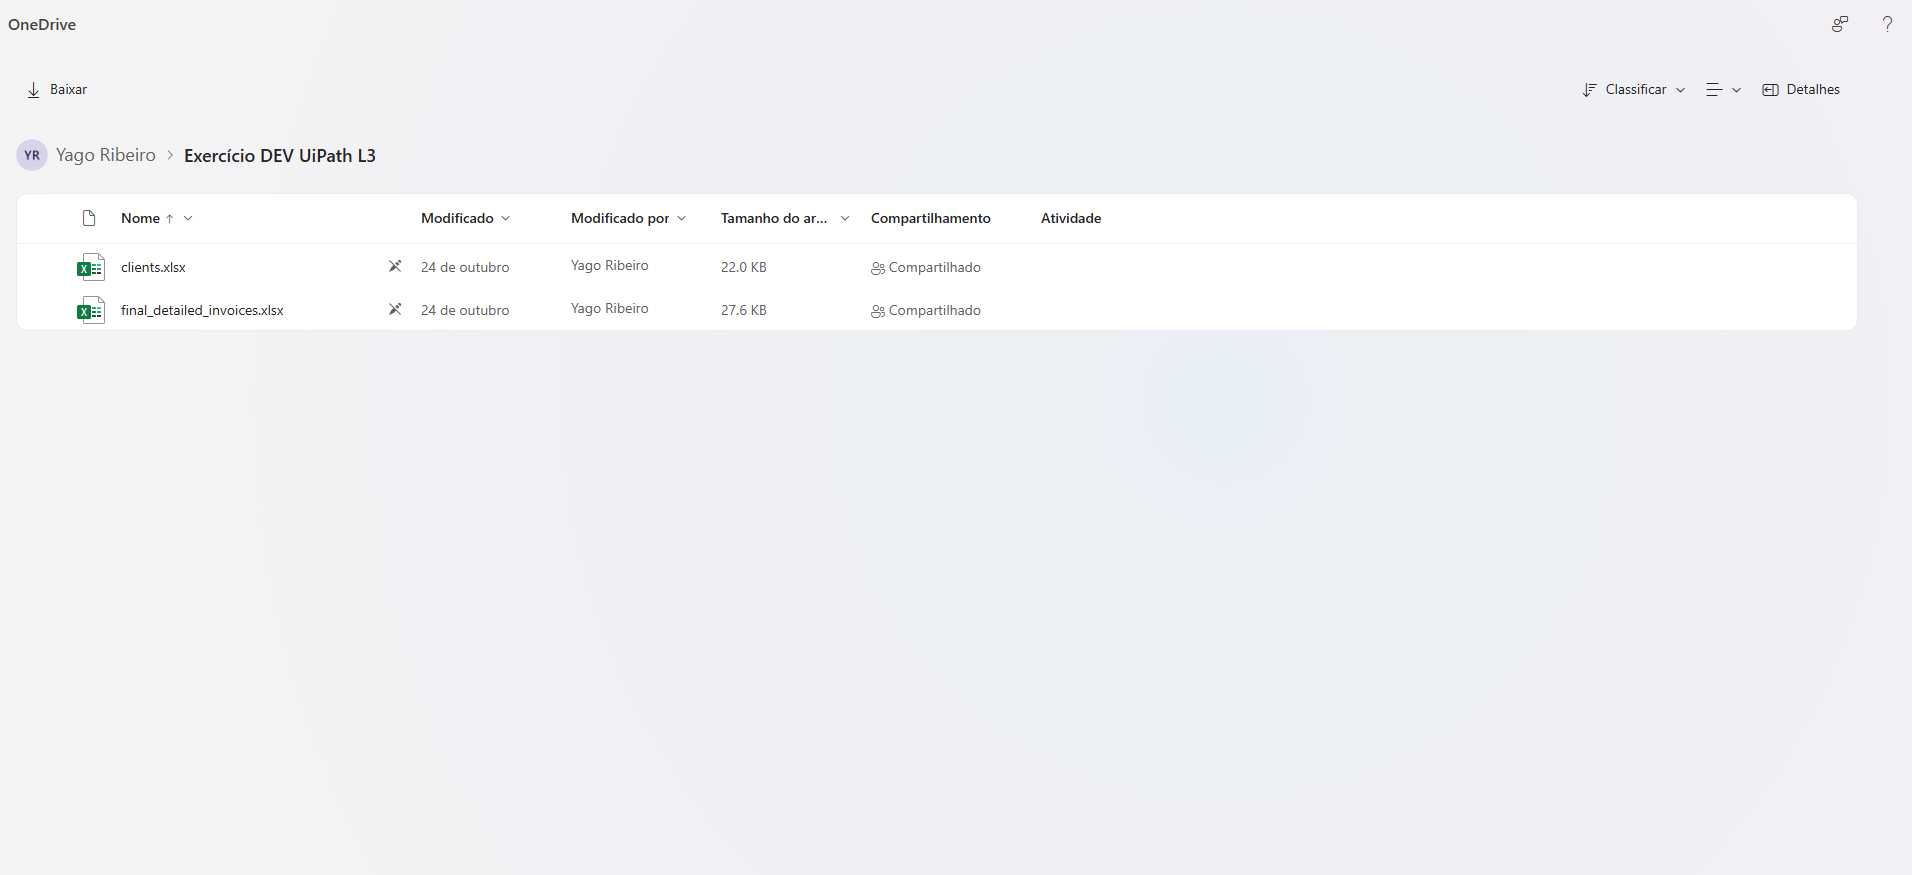 OneDrive
Baixar
Classificar
Detalhes
YR Yago Ribeiro > Exercício DEV UiPath L3
Nome Modificado Modificado por Tamanho do ar... Compartilhamento Atividade
clients.xlsx 24 de outubro Yago Ribeiro 22.0 KB Compartilhado
final_detailed_invoices.xlsx 24 de outubro Yago Ribeiro 27.6 KB Compartilhado